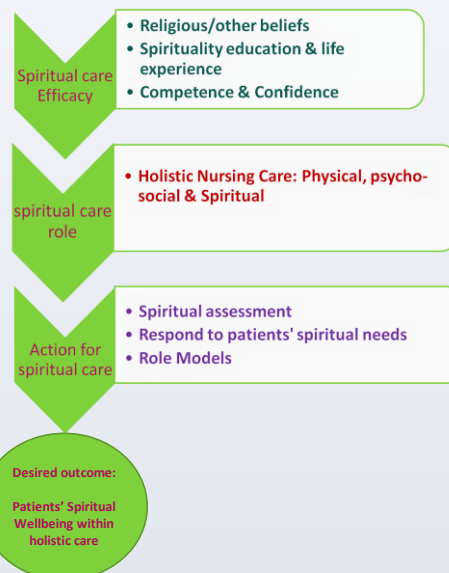 Spiritual care
Efficacy
• Religious/other beliefs
• Spirituality education & life
experience
• Competence & Confidence
spiritual care
role
• Holistic Nursing Care: Physical, psycho-
social & Spiritual
Action for
spiritual care
• Spiritual assessment
• Respond to patients' spiritual needs
• Role Models
Desired outcome:
Patients’ Spiritual
Wellbeing within
holistic care